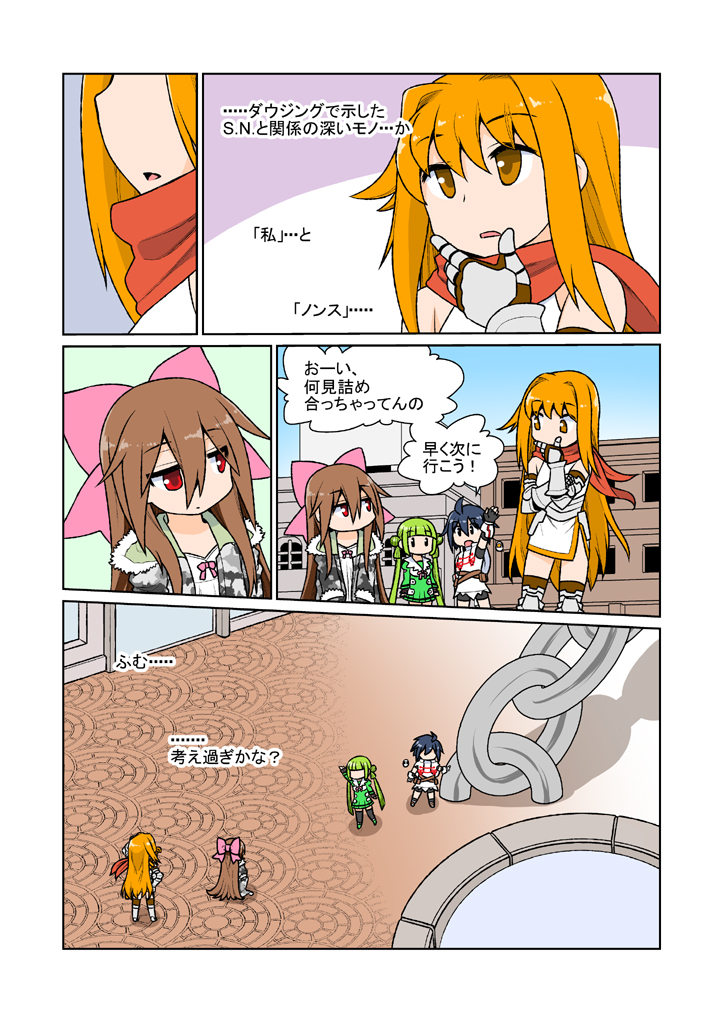 ……ダウジングで示した
S.N.と関係の深いモノ…か
「私」…と
「ノンス」……
おーい、
何見詰め
合っちゃってんの
早く次に
行こう！
ふむ……
………
考え過ぎかな？